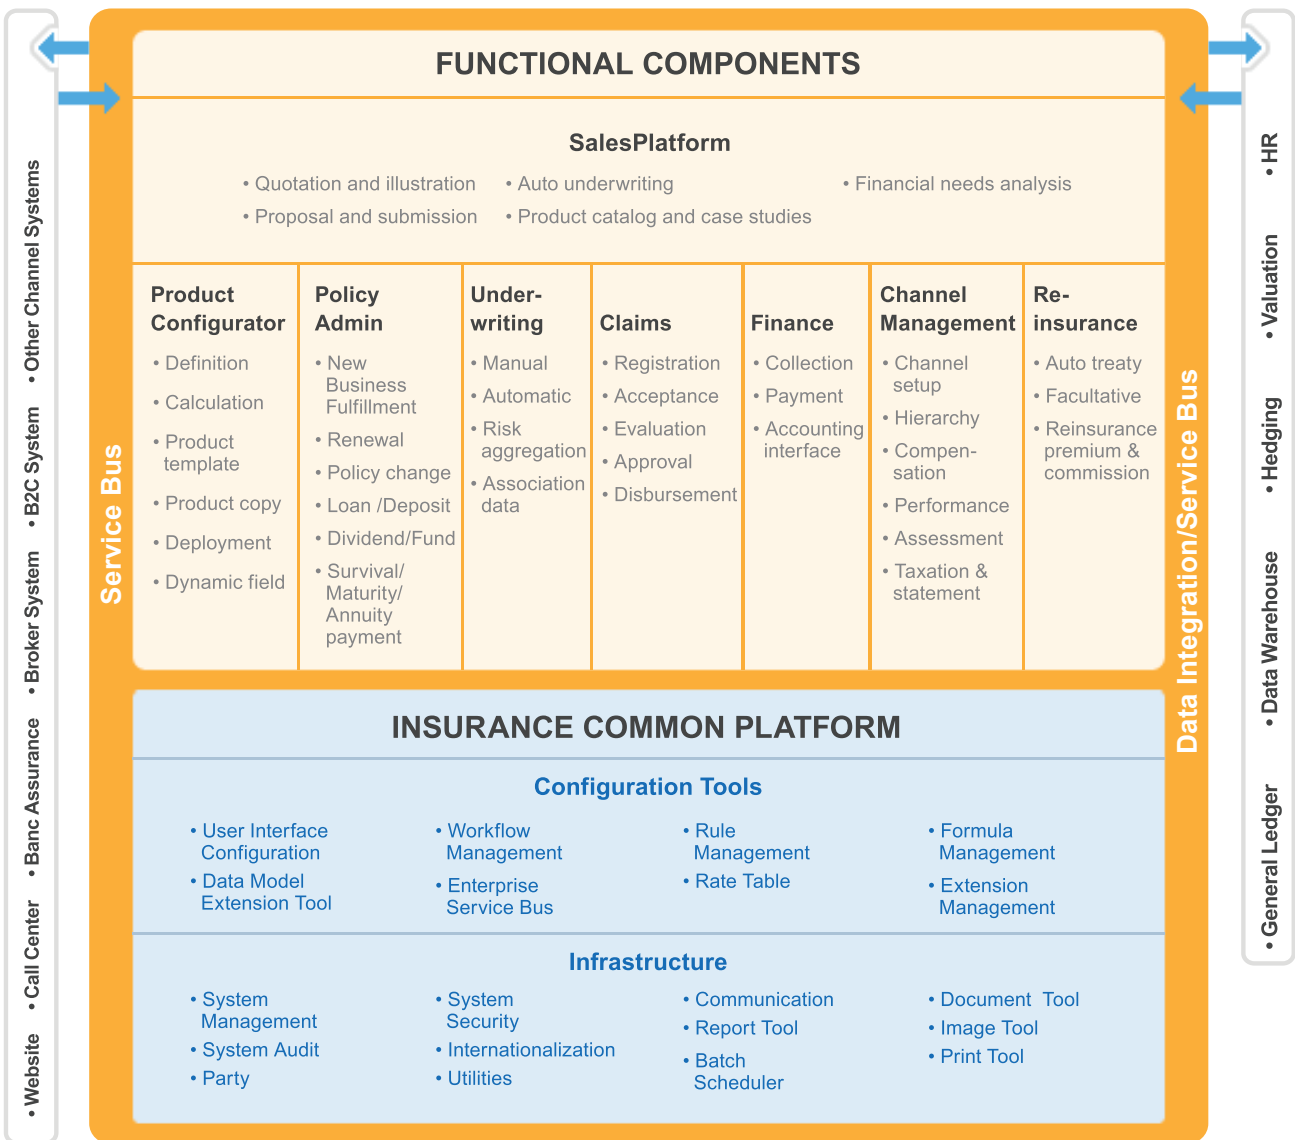 FUNCTIONAL COMPONENTS
SalesPlatform
• Quotation and illustration
• Auto underwriting
• Financial needs analysis
• Proposal and submission
• Product catalog and case studies
Product
Configurator
• Definition
• Calculation
• Product
template
• Product copy
• Deployment
• Dynamic field
Policy
Admin
• New
Business
Fulfillment
• Renewal
• Policy change
• Loan /Deposit
• Dividend/Fund
• Survival/
Maturity/
Annuity
payment
Under-
writing
• Manual
• Automatic
• Risk
aggregation
• Association
data
Claims
• Registration
• Acceptance
• Evaluation
• Approval
• Disbursement
Finance
• Collection
• Payment
• Accounting
interface
Channel
Management
• Channel
setup
• Hierarchy
• Compen-
sation
• Performance
• Assessment
• Taxation &
statement
Re-
insurance
• Auto treaty
• Facultative
• Reinsurance
premium &
commission
INSURANCE COMMON PLATFORM
Configuration Tools
• User Interface
Configuration
• Data Model
Extension Tool
• Workflow
Management
• Enterprise
Service Bus
• Rule
Management
• Rate Table
• Formula
Management
• Extension
Management
Infrastructure
• System
Management
• System Audit
• Party
• System
Security
• Internationalization
• Utilities
• Communication
• Report Tool
• Batch
Scheduler
• Document Tool
• Image Tool
• Print Tool
Service Bus
Data Integration/Service Bus
• Website
• Call Center
• Banc Assurance
• Broker System
• B2C System
• Other Channel Systems
• General Ledger
• Data Warehouse
• Hedging
• Valuation
• HR